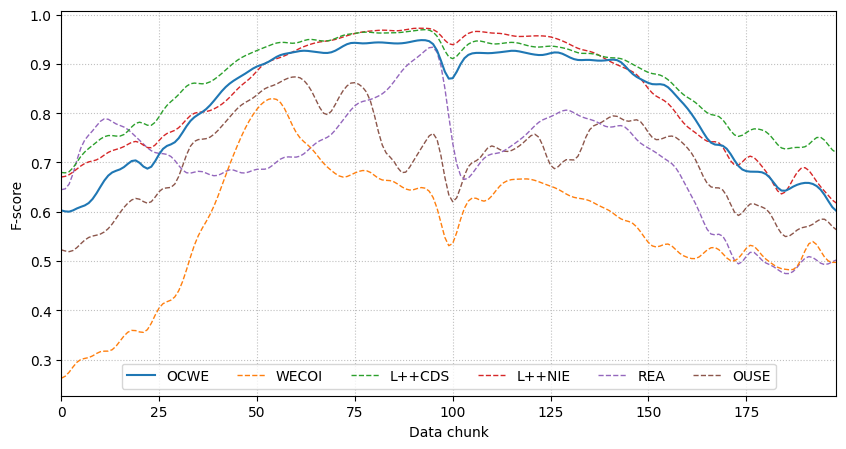 1.0
0.9
0.8
0.7
0.6
0.5
0.4
0.3
F-score
OCWE WECOI L++CDS L++NIE REA OUSE
0 25 50 75 100 125 150 175
Data chunk